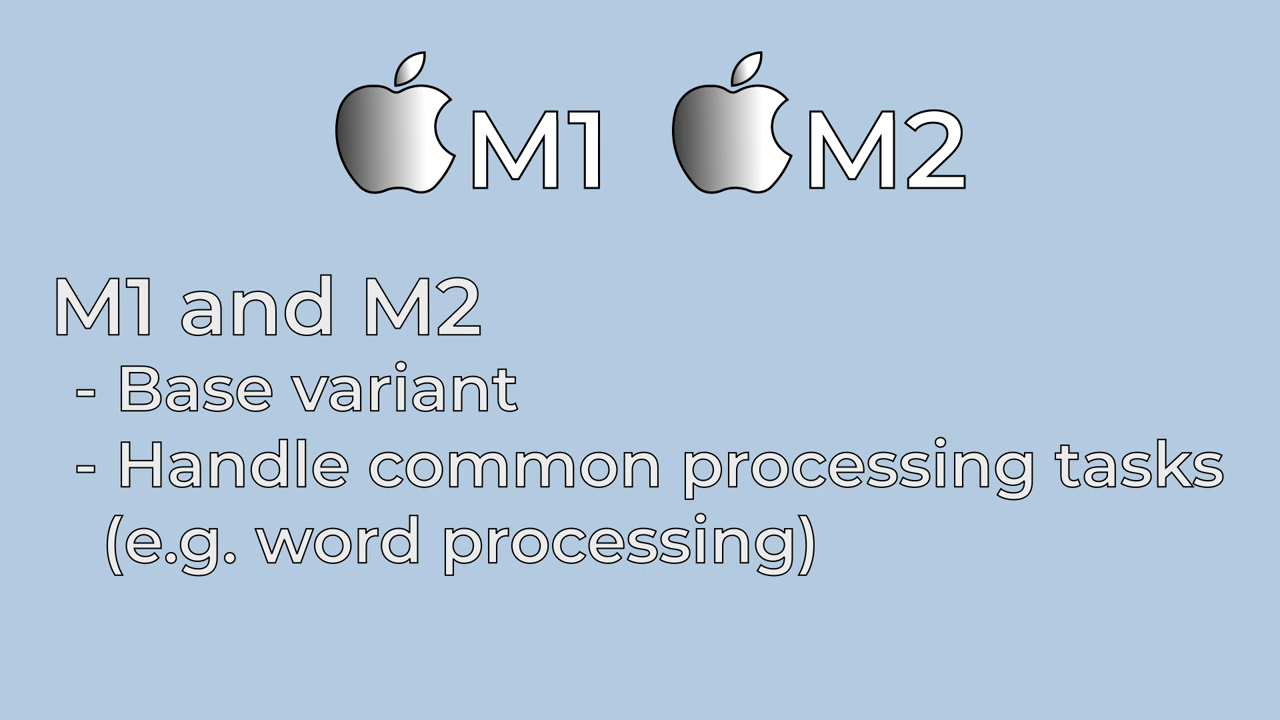 M1 M2
M1 and M2
- Base variant
- Handle common processing tasks
(e.g. word processing)